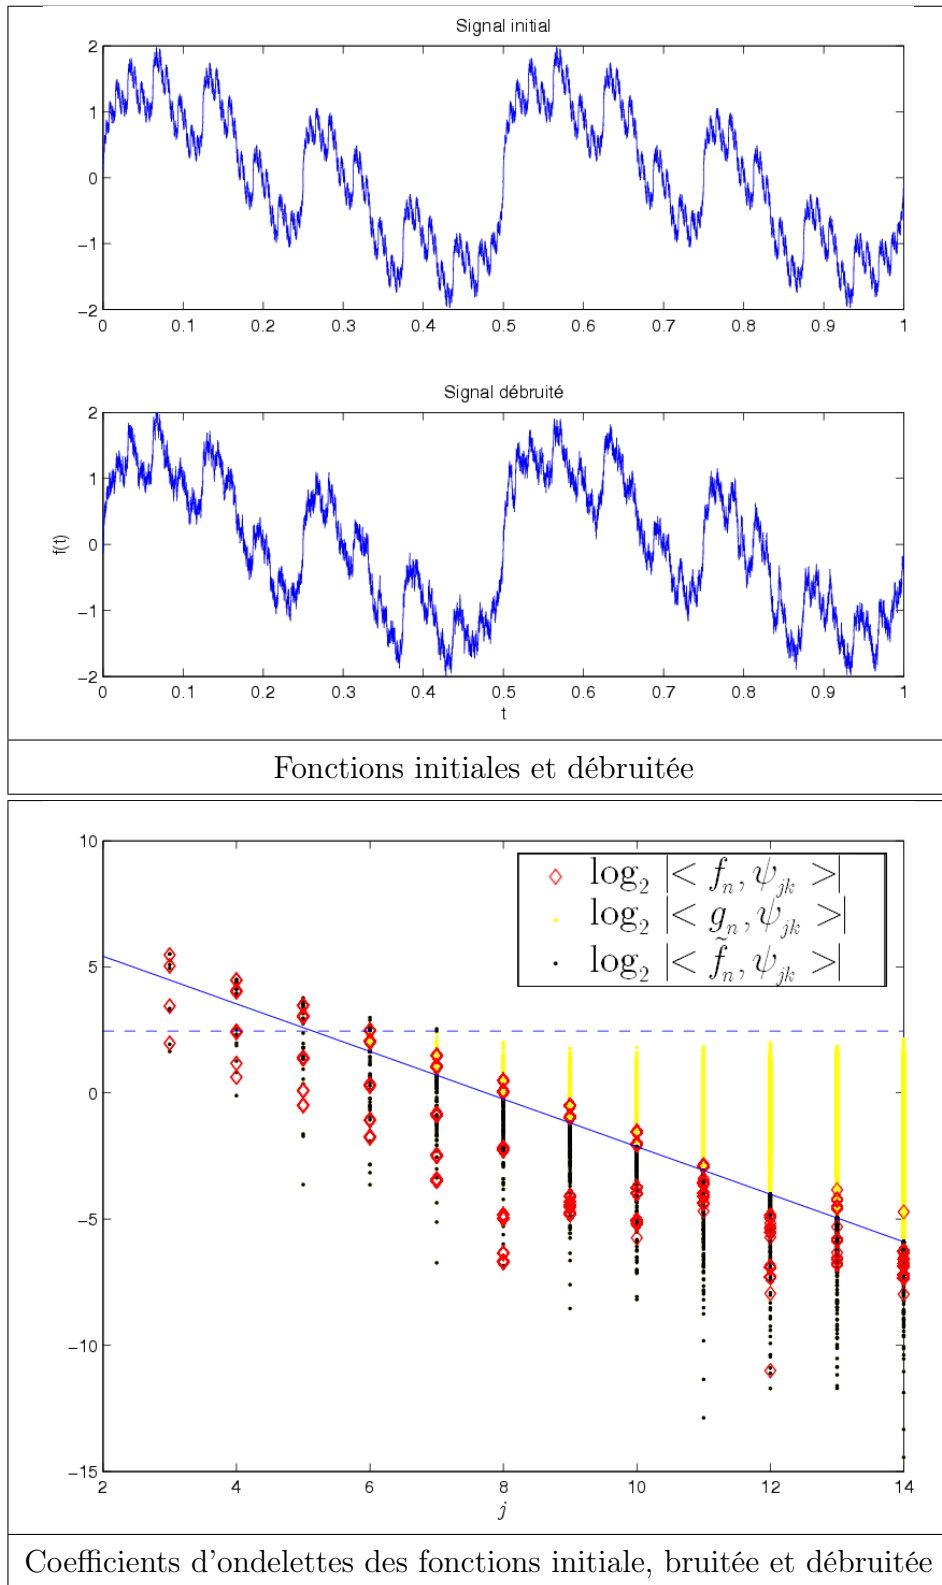 Signal initial
2
1
0
−1
−2
0 0.1 0.2 0.3 0.4 0.5 0.6 0.7 0.8 0.9 1
Signal débruité
2
1
0
−1
−2
f(t)
0 0.1 0.2 0.3 0.4 0.5 0.6 0.7 0.8 0.9 1
t
Fonctions initiales et débruitée
10
5
0
−5
−10
−15
log₂ |< fₙ, ψⱼₖ >|
log₂ |< gₙ, ψⱼₖ >|
log₂ |< f̃ₙ, ψⱼₖ >|
2 4 6 8 10 12 14
j
Coefficients d'ondelettes des fonctions initiale, bruitée et débruitée